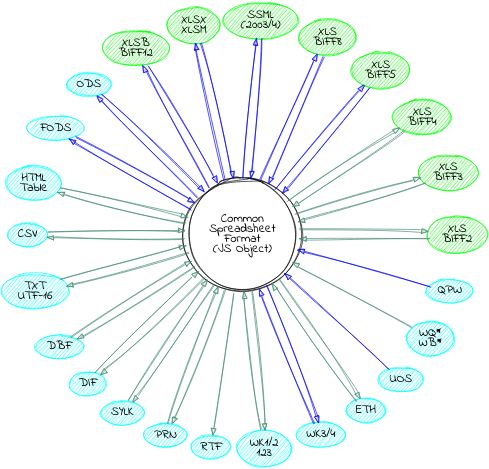 SSML
(2003/4)
XLSX
XLSM
XLS
BIFF8
XLSB
BIFF12
XLS
BIFF5
ODS
XLS
BIFF4
FODS
XLS
BIFF3
HTML
Table
Common
Spreadsheet
Format
(JS Object)
CSV
XLS
BIFF2
TXT
UTF-16
QPW
DBF
WQ*
WB*
DIF
UOS
SYLK
ETH
PRN
WK3/4
RTF
WK1/2
123